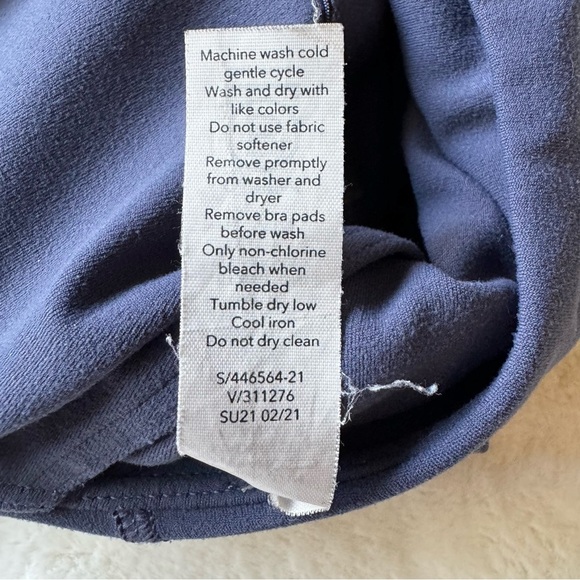 Machine wash cold
gentle cycle
Wash and dry with
like colors
Do not use fabric
softener
Remove promptly
from washer and
dryer
Remove bra pads
before wash
Only non-chlorine
bleach when
needed
Tumble dry low
Cool iron
Do not dry clean
S/446564-21
V/311276
SU21 02/21